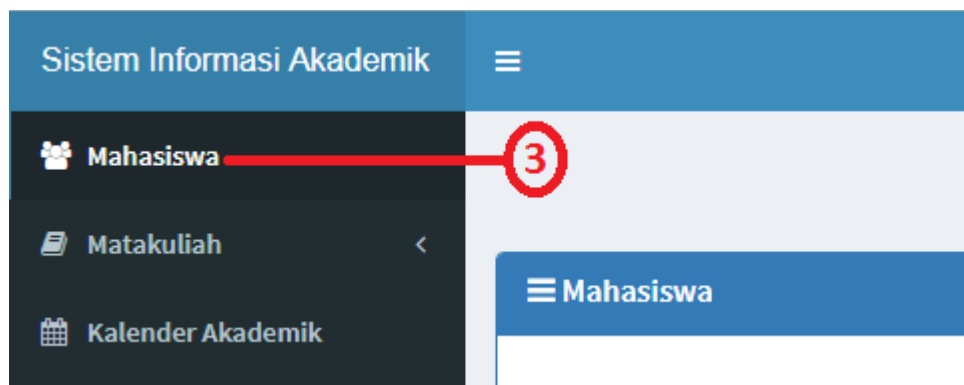 Sistem Informasi Akademik
Mahasiswa
3
Matakuliah
Mahasiswa
Kalender Akademik